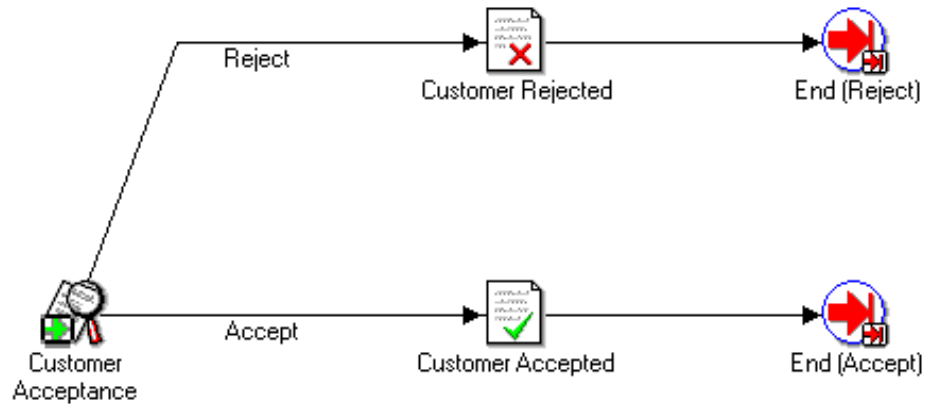 Reject
Customer Rejected
End (Reject)
Accept
Customer
Acceptance
Customer Accepted
End (Accept)